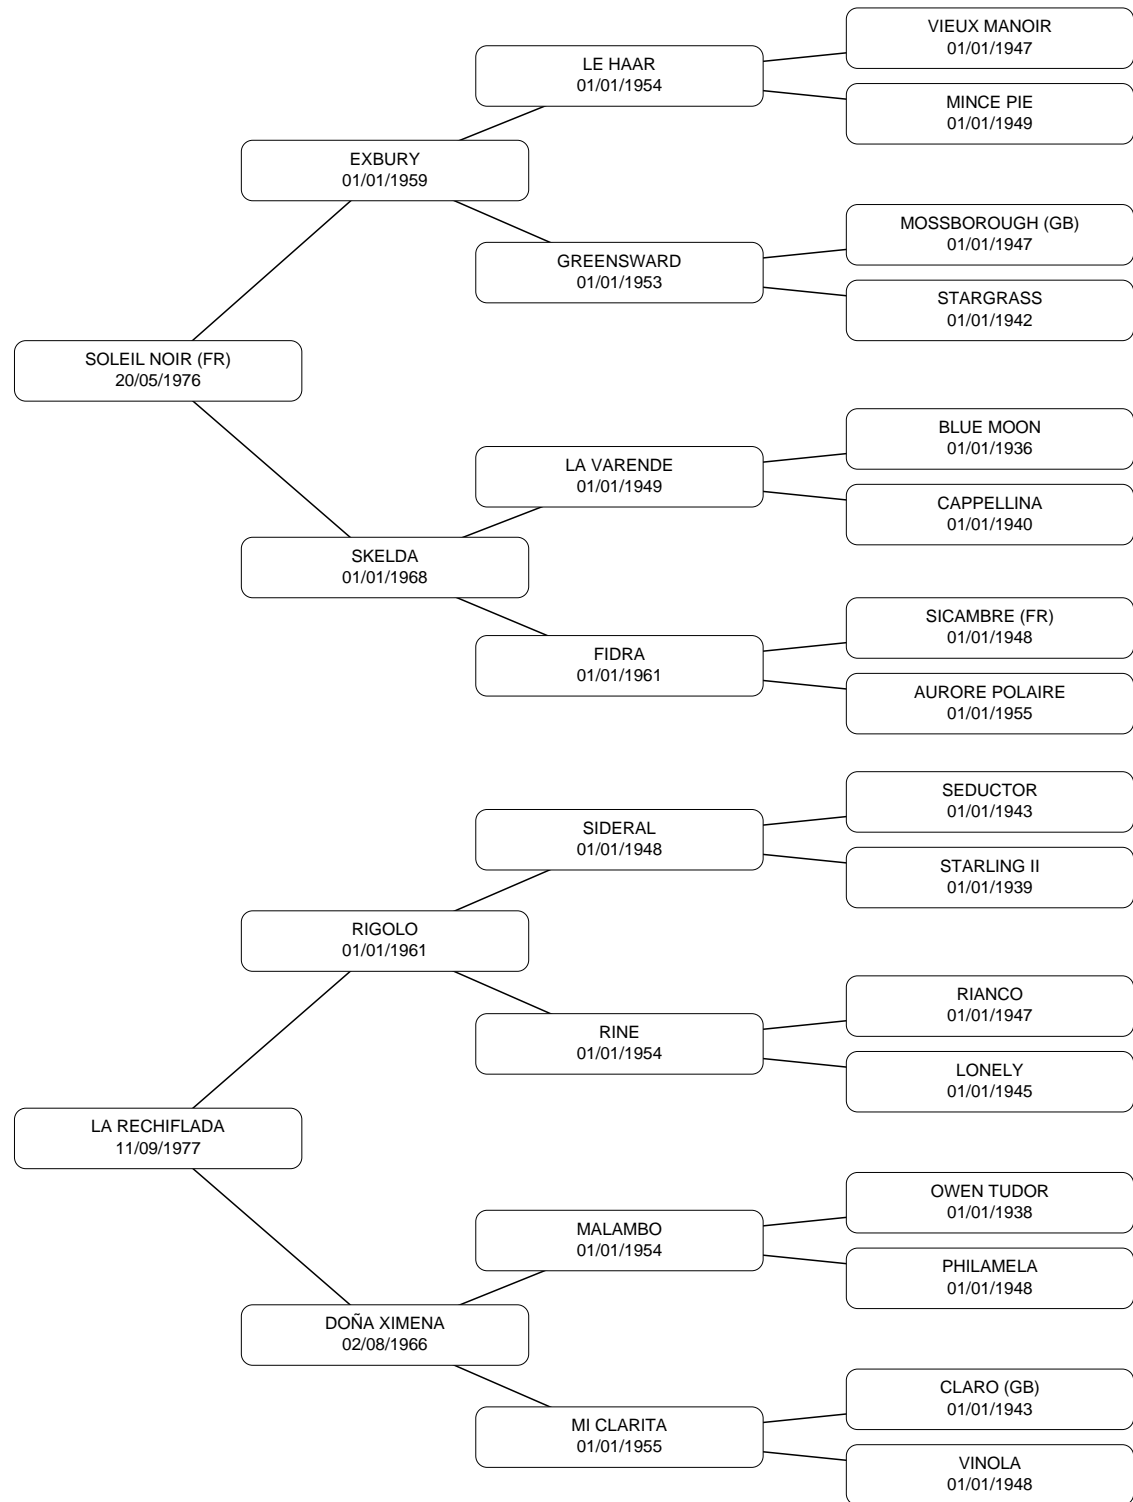 VIEUX MANOIR
01/01/1947
LE HAAR
01/01/1954
MINCE PIE
01/01/1949
EXBURY
01/01/1959
MOSSBOROUGH (GB)
01/01/1947
GREENSWARD
01/01/1953
STARGRASS
01/01/1942
SOLEIL NOIR (FR)
20/05/1976
BLUE MOON
01/01/1936
LA VARENDE
01/01/1949
CAPPELLINA
01/01/1940
SKELDA
01/01/1968
SICAMBRE (FR)
01/01/1948
FIDRA
01/01/1961
AURORE POLAIRE
01/01/1955
SEDUCTOR
01/01/1943
SIDERAL
01/01/1948
STARLING II
01/01/1939
RIGOLO
01/01/1961
RIANCO
01/01/1947
RINE
01/01/1954
LONELY
01/01/1945
LA RECHIFLADA
11/09/1977
OWEN TUDOR
01/01/1938
MALAMBO
01/01/1954
PHILAMELA
01/01/1948
DOÑA XIMENA
02/08/1966
CLARO (GB)
01/01/1943
MI CLARITA
01/01/1955
VINOLA
01/01/1948